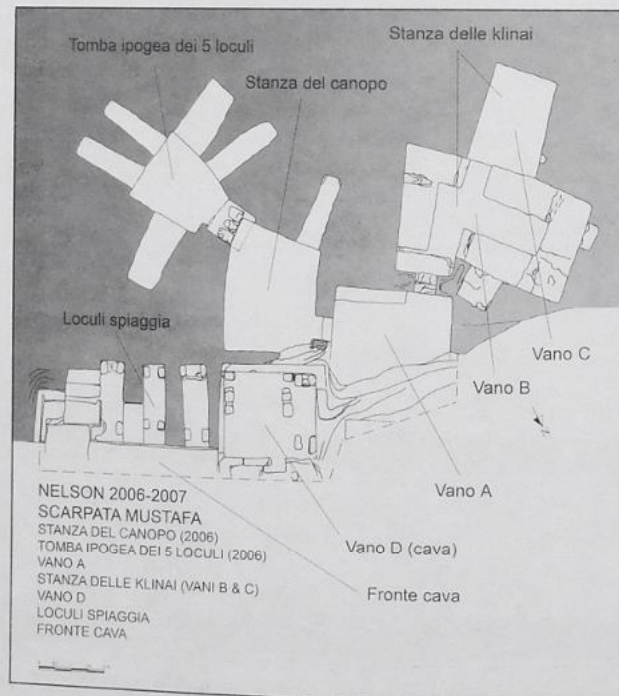 Tomba ipogea dei 5 loculi
Stanza delle klinai
Stanza del canopo
Loculi spiaggia
Vano C
Vano B
Vano A
Vano D (cava)
Fronte cava
NELSON 2006-2007
SCARPATA MUSTAFA
STANZA DEL CANOPO (2006)
TOMBA IPOGEA DEI 5 LOCULI (2006)
VANO A
STANZA DELLE KLINAI (VANI B & C)
VANO D
LOCULI SPIAGGIA
FRONTE CAVA